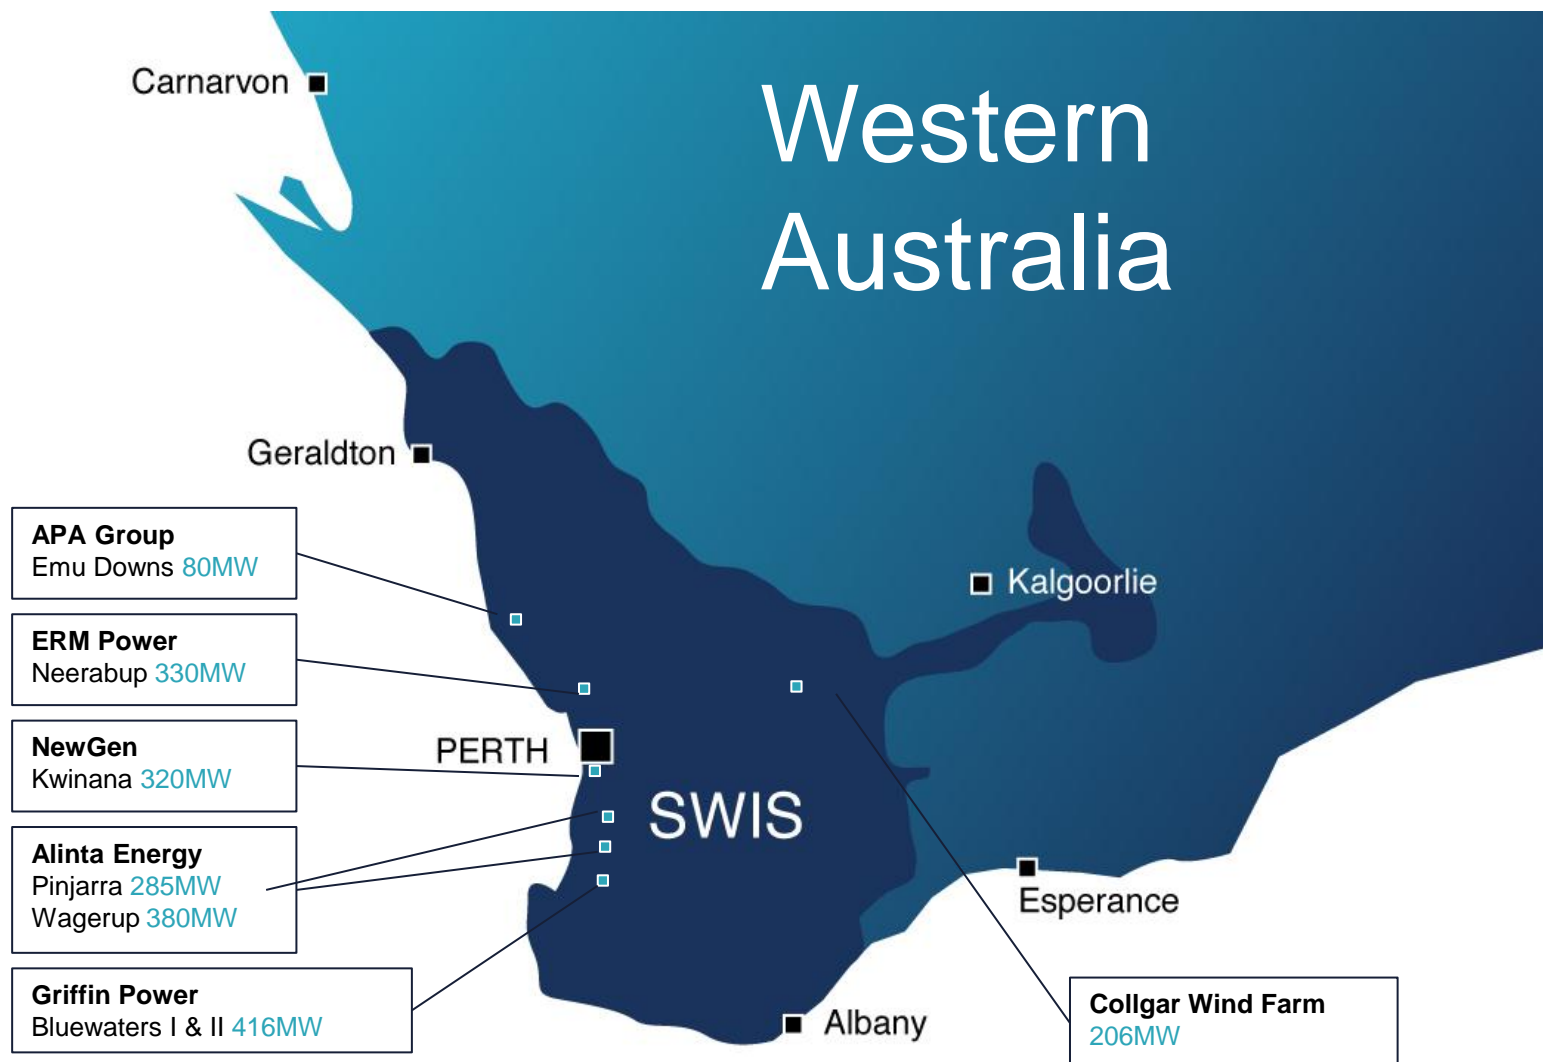 Carnarvon
Western
Australia
Geraldton
APA Group
Emu Downs 80MW
Kalgoorlie
ERM Power
Neerabup 330MW
PERTH
NewGen
Kwinana 320MW
SWIS
Alinta Energy
Pinjarra 285MW
Wagerup 380MW
Esperance
Griffin Power
Bluewaters I & II 416MW
Albany
Collgar Wind Farm
206MW